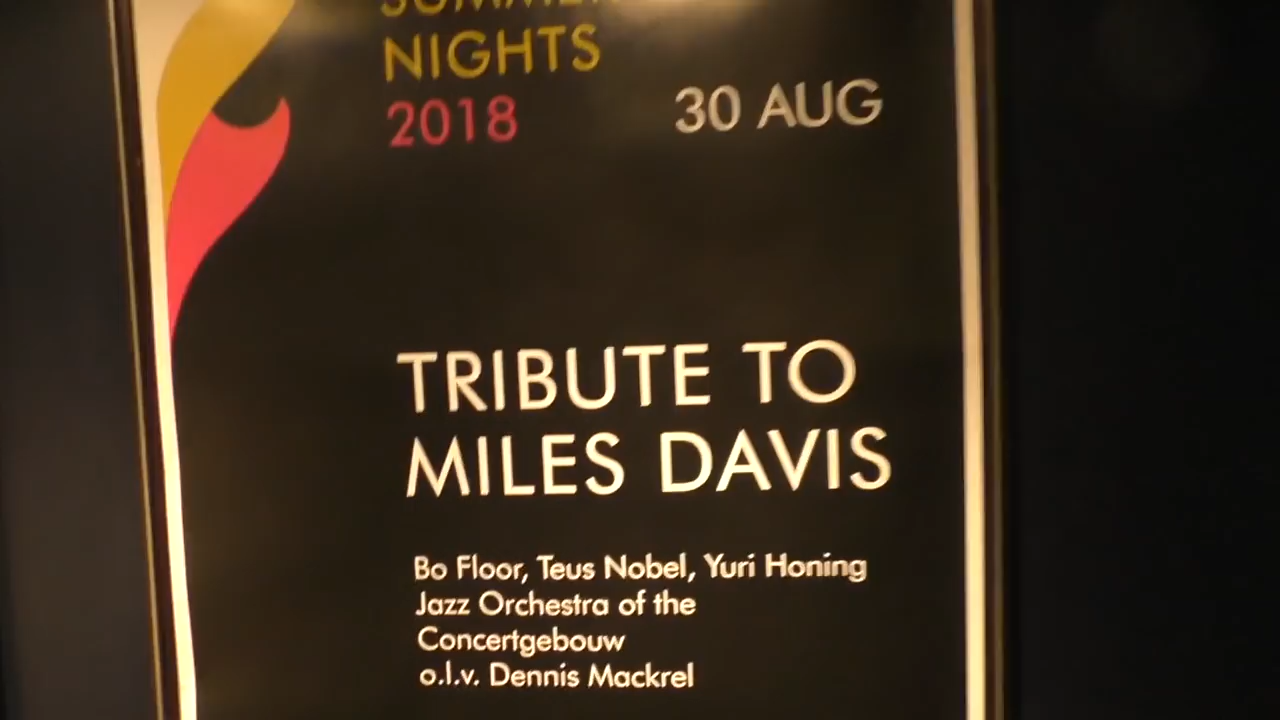 SUMMER
NIGHTS
2018
30 AUG
TRIBUTE TO
MILES DAVIS
Bo Floor, Teus Nobel, Yuri Honing
Jazz Orchestra of the
Concertgebouw
o.l.v. Dennis Mackrel